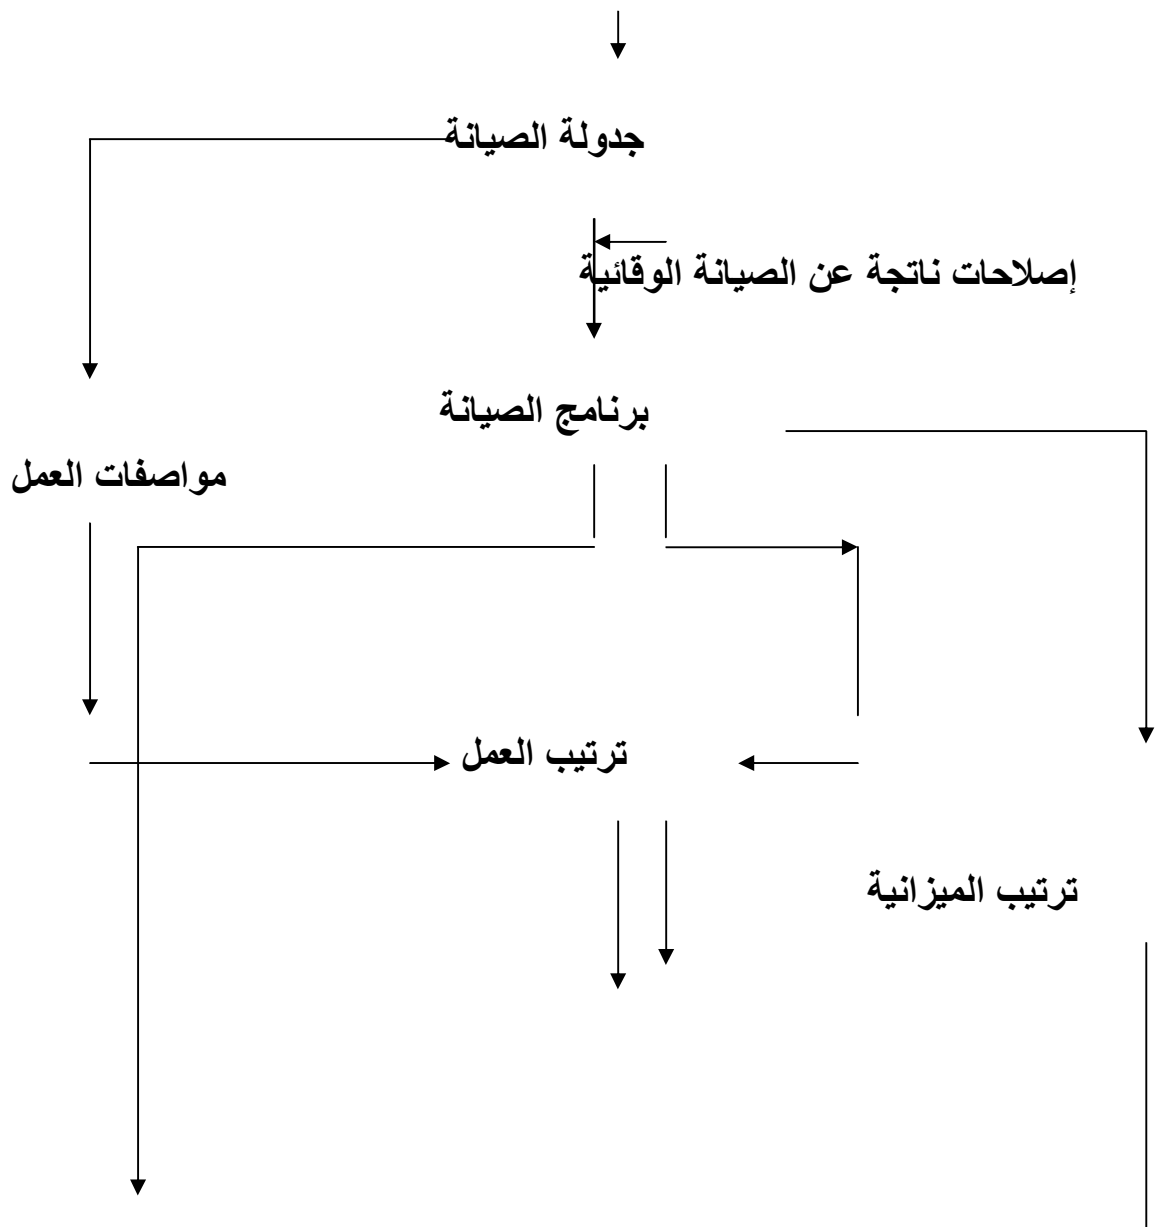 جدولة الصيانة
إصلاحات ناتجة عن الصيانة الوقائية
برنامج الصيانة
مواصفات العمل
ترتيب العمل
ترتيب الميزانية